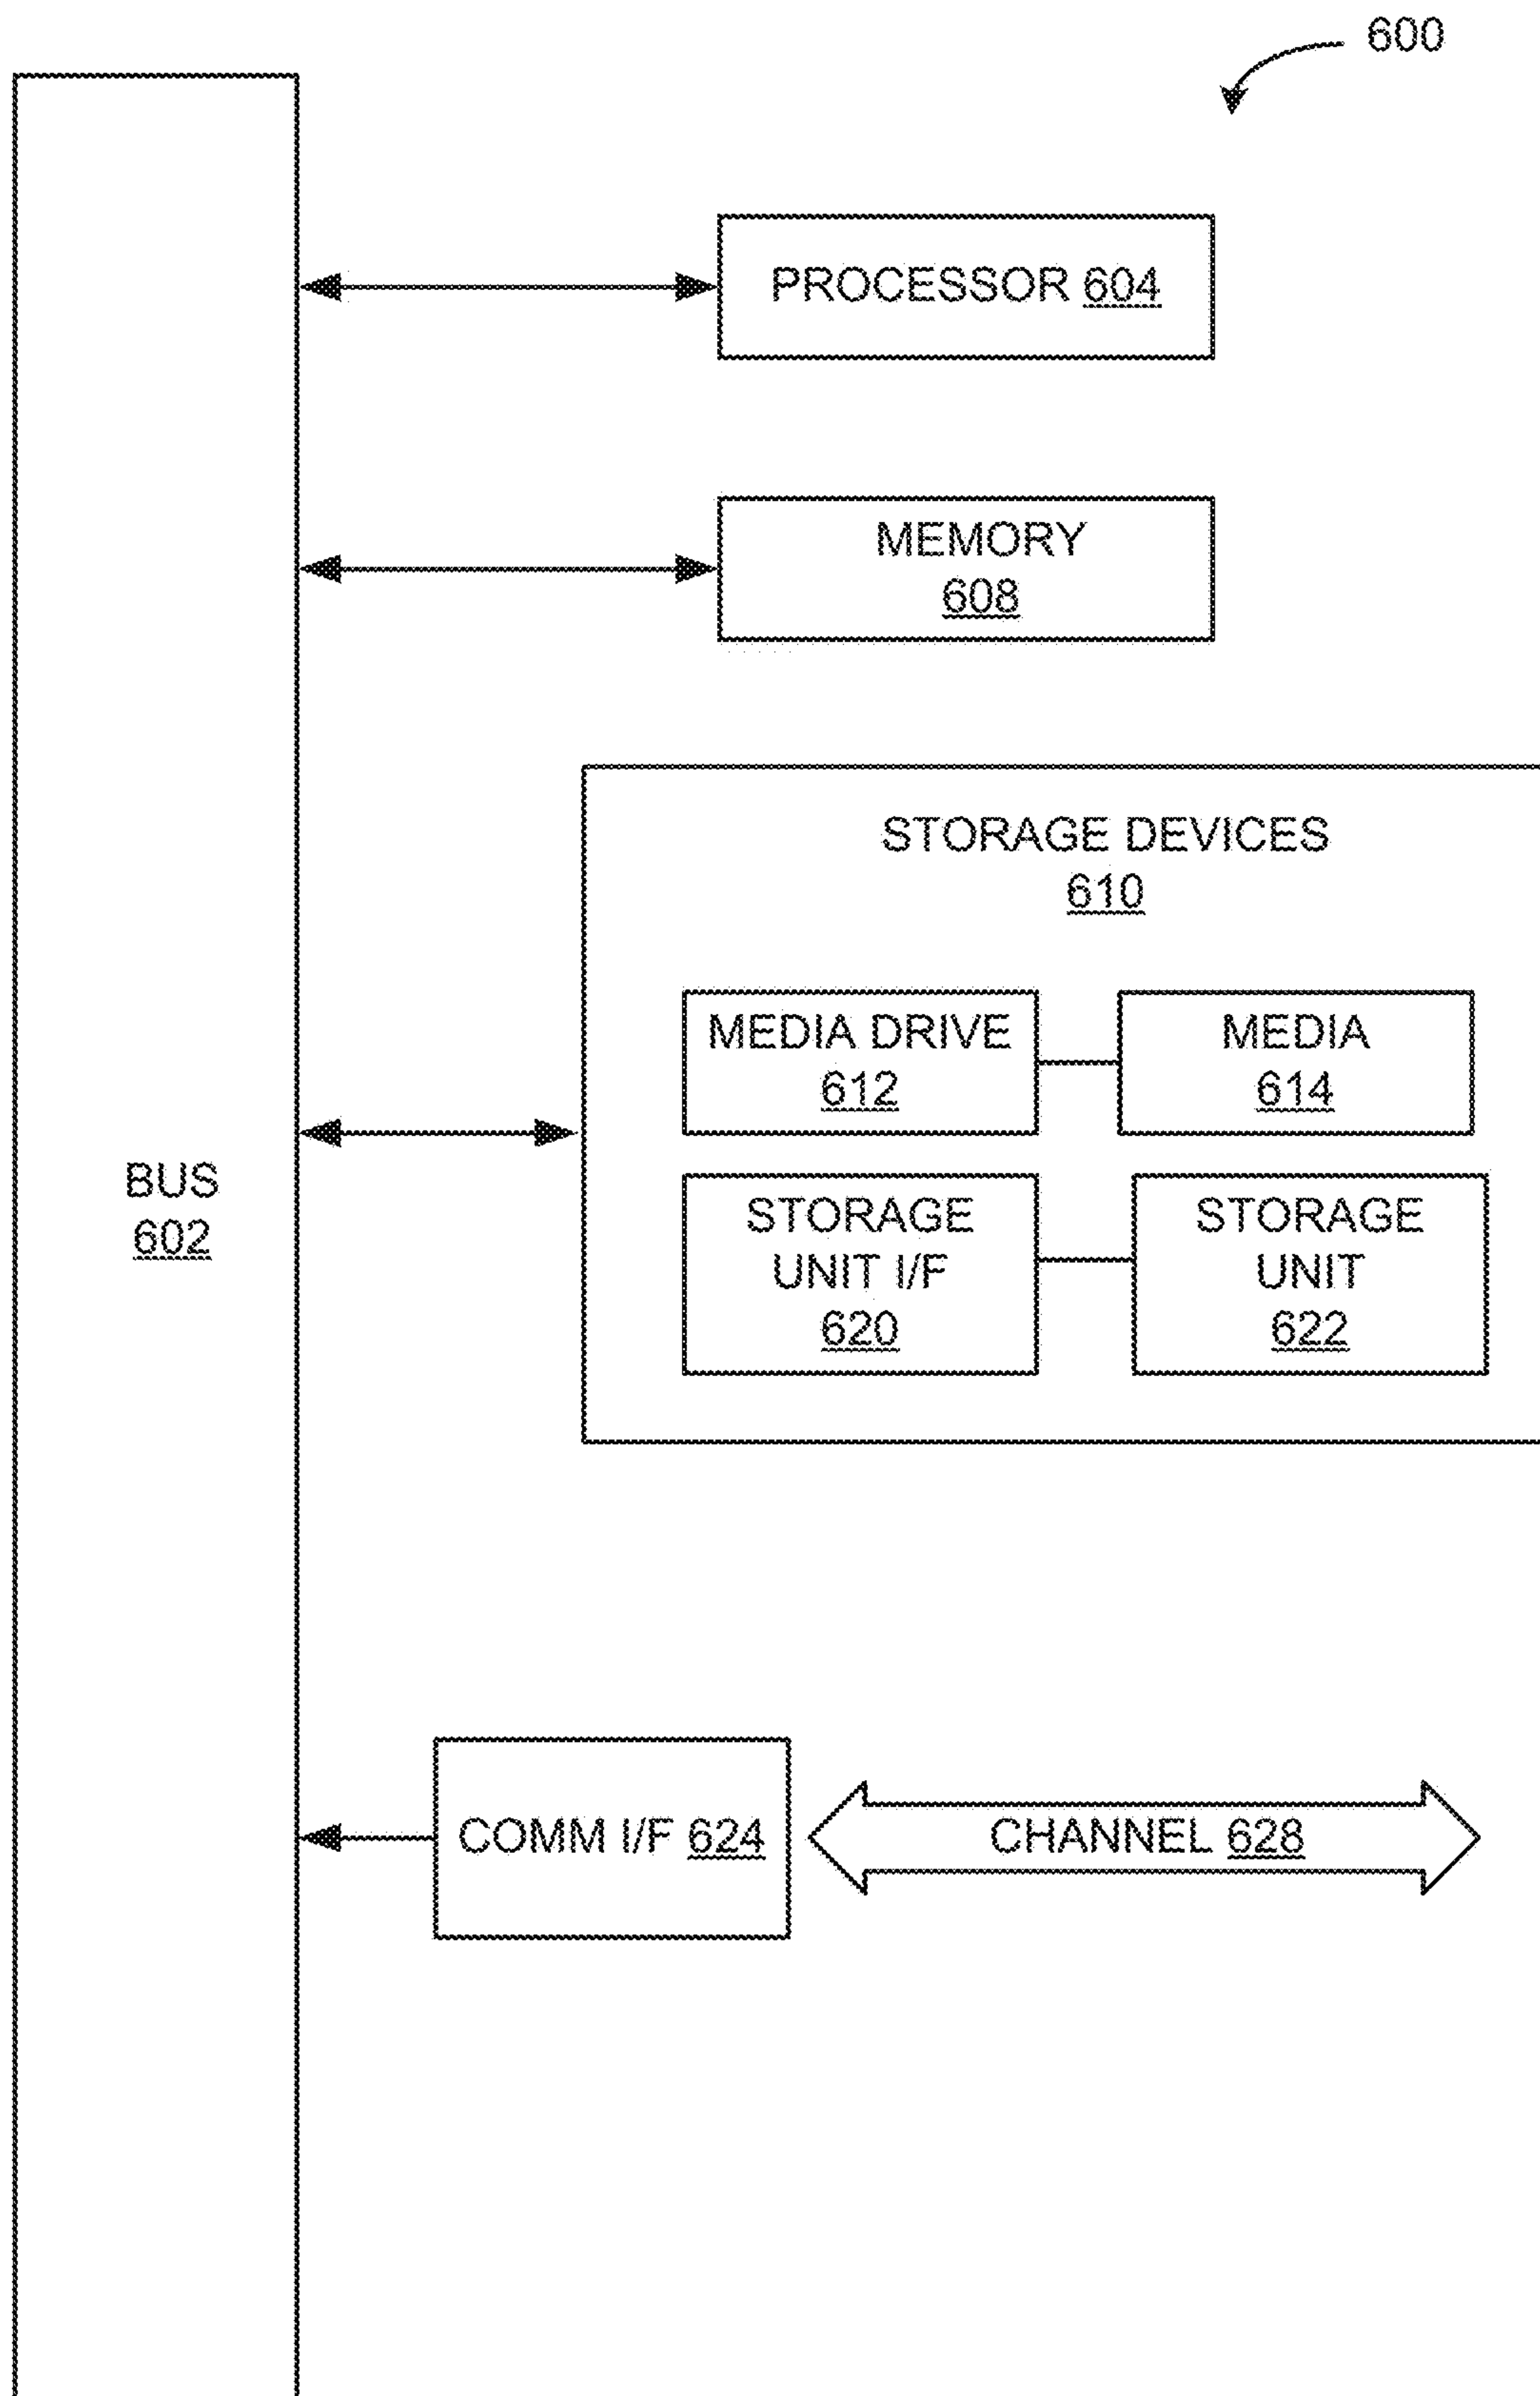 600
PROCESSOR 604
MEMORY
608
STORAGE DEVICES
610
MEDIA DRIVE
612
MEDIA
614
BUS
602
STORAGE
UNIT I/F
620
STORAGE
UNIT
622
COMM I/F 624
CHANNEL 628